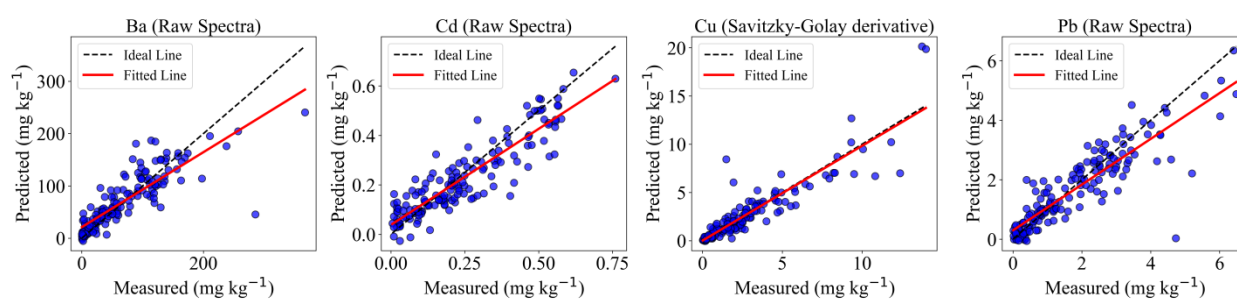 Ba (Raw Spectra)
Ideal Line
Fitted Line
300
200
100
0
0
200
Predicted (mg kg⁻¹)
Measured (mg kg⁻¹)
Cd (Raw Spectra)
Ideal Line
Fitted Line
0.6
0.4
0.2
0.0
0.00
0.25
0.50
0.75
Predicted (mg kg⁻¹)
Measured (mg kg⁻¹)
Cu (Savitzky-Golay derivative)
Ideal Line
Fitted Line
20
15
10
5
0
0
5
10
Predicted (mg kg⁻¹)
Measured (mg kg⁻¹)
Pb (Raw Spectra)
Ideal Line
Fitted Line
6
4
2
0
0
2
4
6
Predicted (mg kg⁻¹)
Measured (mg kg⁻¹)